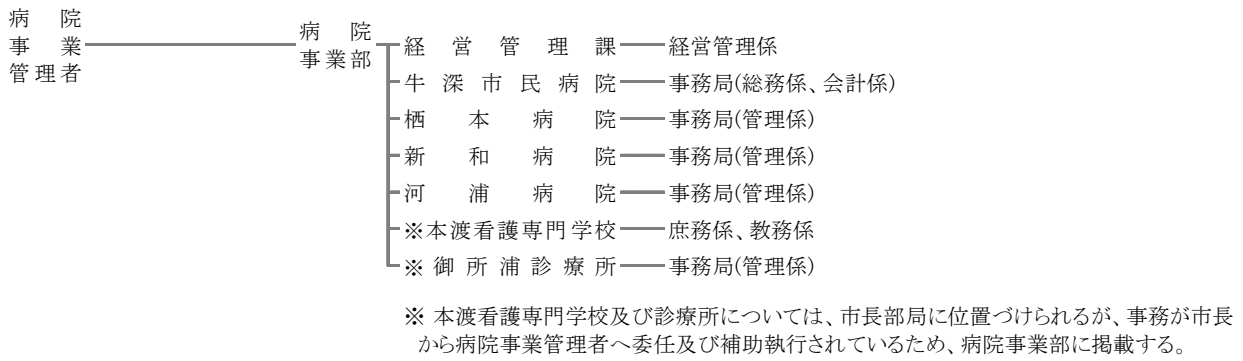 病院
事業
管理者
病院
事業部
経営管理課 経営管理係
牛深市民病院 事務局(総務係、会計係)
栖本病院 事務局(管理係)
新和病院 事務局(管理係)
河浦病院 事務局(管理係)
※本渡看護専門学校 庶務係、教務係
※御所浦診療所 事務局(管理係)
※ 本渡看護専門学校及び診療所については、市長部局に位置づけられるが、事務が市長
から病院事業管理者へ委任及び補助執行されているため、病院事業部に掲載する。